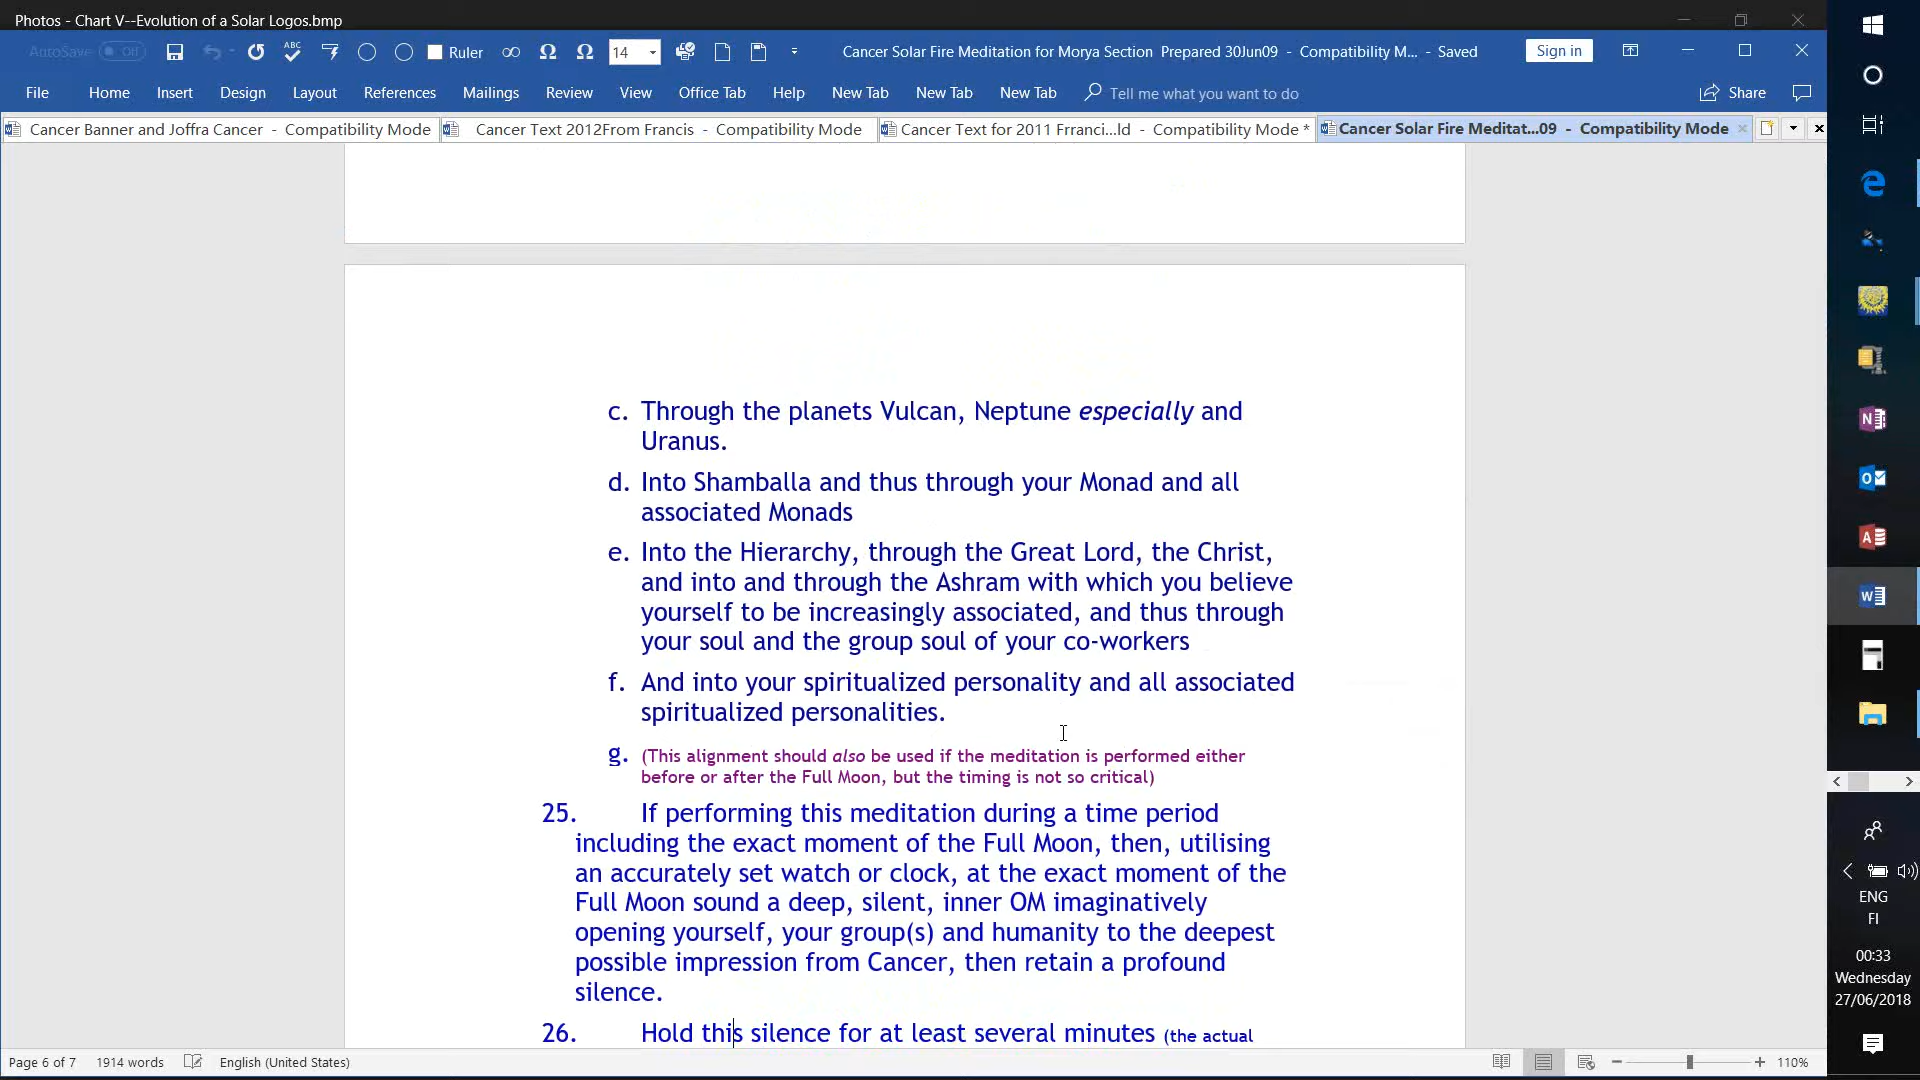 Photos - Chart V--Evolution of a Solar Logos.bmp
AutoSave Off ABC Ruler 14 Cancer Solar Fire Meditation for Morya Section Prepared 30Jun09 - Compatibility M... - Saved Sign in
File Home Insert Design Layout References Mailings Review View Office Tab Help New Tab New Tab New Tab Tell me what you want to do Share
Cancer Banner and Joffra Cancer - Compatibility Mode Cancer Text 2012From Francis - Compatibility Mode Cancer Text for 2011 Frranci...ld - Compatibility Mode * Cancer Solar Fire Meditat...09 - Compatibility Mode
c. Through the planets Vulcan, Neptune especially and
Uranus.
d. Into Shamballa and thus through your Monad and all
associated Monads
e. Into the Hierarchy, through the Great Lord, the Christ,
and into and through the Ashram with which you believe
yourself to be increasingly associated, and thus through
your soul and the group soul of your co-workers
f. And into your spiritualized personality and all associated
spiritualized personalities.
g. (This alignment should also be used if the meditation is performed either
before or after the Full Moon, but the timing is not so critical)
25. If performing this meditation during a time period
including the exact moment of the Full Moon, then, utilising
an accurately set watch or clock, at the exact moment of the
Full Moon sound a deep, silent, inner OM imaginatively
opening yourself, your group(s) and humanity to the deepest
possible impression from Cancer, then retain a profound
silence.
26. Hold this silence for at least several minutes (the actual
Page 6 of 7 1914 words English (United States) 110%
ENG
FI
00:33
Wednesday
27/06/2018